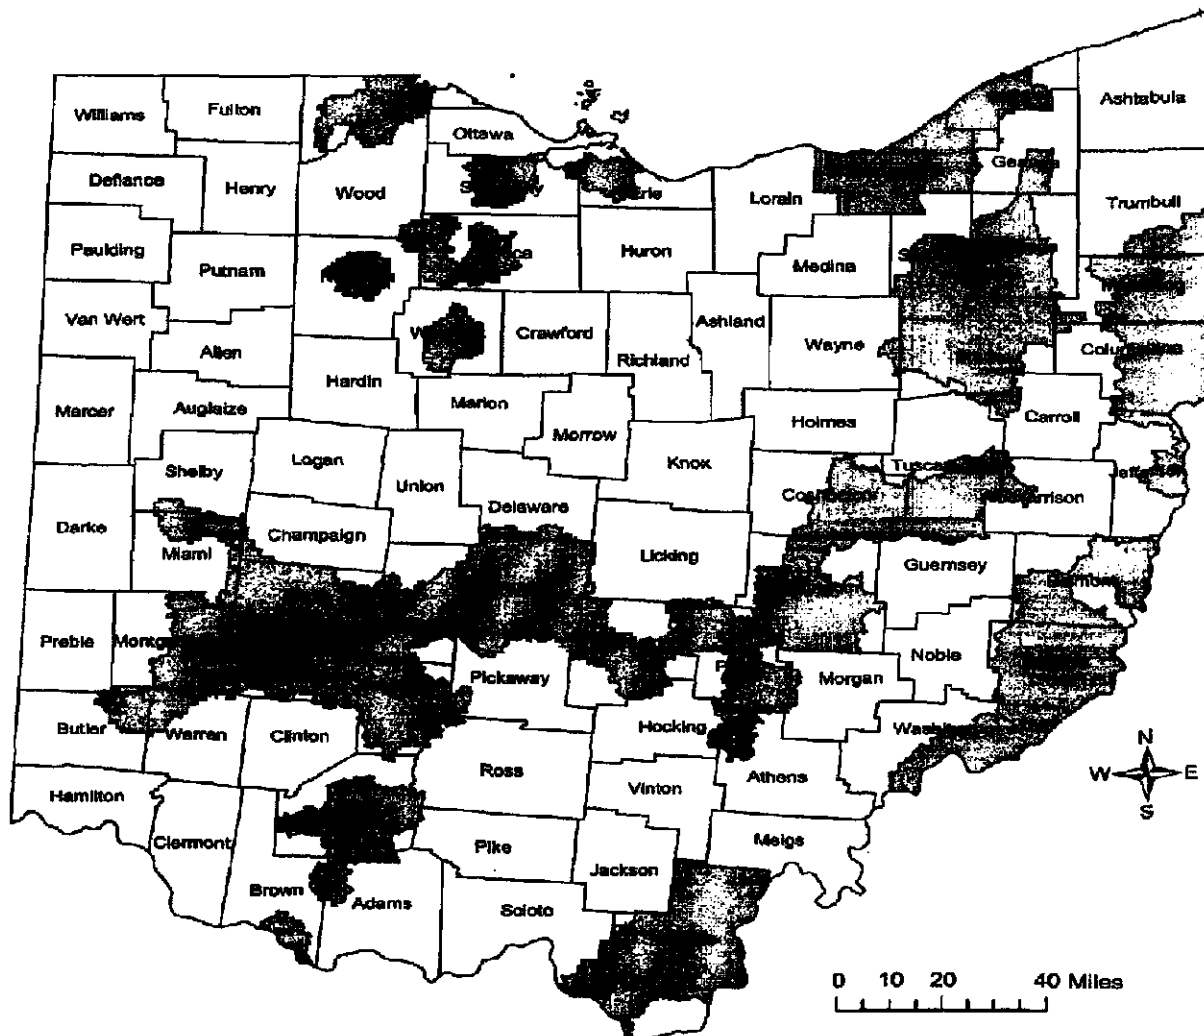 Ashtabula
Williams
Fulton
Ottawa
Defiance
Henry
Wood
Lorain
Trumbull
Paulding
Putnam
Huron
Medina
Van Wert
Crawford
Ashland
Wayne
Allen
Richland
Hardin
Marion
Carroll
Mercer
Auglaize
Morrow
Holmes
Logan
Knox
Shelby
Union
Delaware
Darke
Champaign
Licking
Miami
Guernsey
Preble
Noble
Pickaway
Morgan
Hocking
Butler
Warren
Clinton
Ross
Athens
Vinton
Hamilton
Clermont
Meigs
Pike
Jackson
Brown
Adams
Scioto
N
W E
S
0 10 20 40 Miles